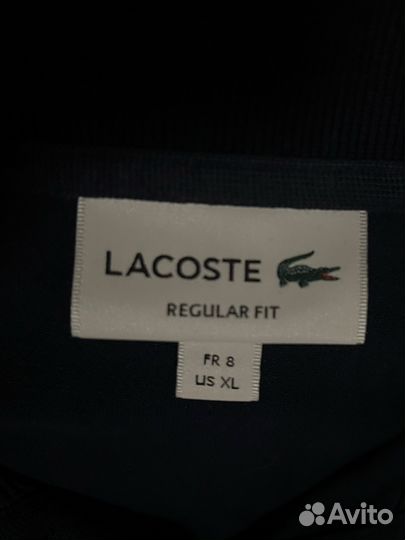 LACOSTE
REGULAR FIT
FR 8
US XL
Avito